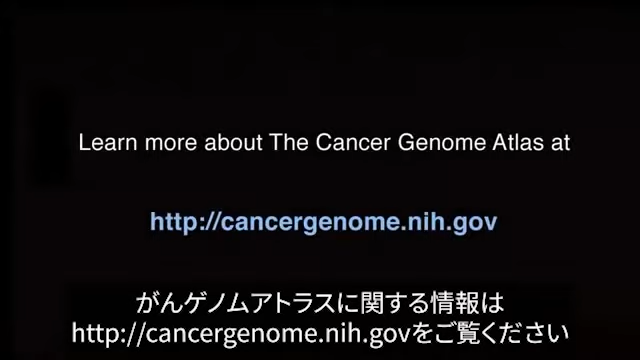 Learn more about The Cancer Genome Atlas at
http://cancergenome.nih.gov
がんゲノムアトラスに関する情報は
http://cancergenome.nih.govをご覧ください